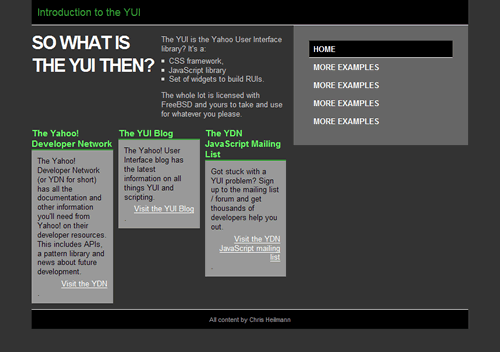 Introduction to the YUI
SO WHAT IS
THE YUI THEN?
The YUI is the Yahoo User Interface
library? It's a:
CSS framework,
JavaScript library
Set of widgets to build RUIs.
The whole lot is licensed with
FreeBSD and yours to take and use
for whatever you please.
HOME
MORE EXAMPLES
MORE EXAMPLES
MORE EXAMPLES
MORE EXAMPLES
The Yahoo!
Developer Network
The Yahoo!
Developer Network
(or YDN for short)
has all the
documentation and
other information
you'll need from
Yahoo! on their
developer resources.
This includes APIs,
a pattern library and
news about future
development.
Visit the YDN
.
The YUI Blog
The Yahoo! User
Interface blog has
the latest
information on all
things YUI and
scripting.
Visit the YUI Blog
.
The YDN
JavaScript Mailing
List
Got stuck with a
YUI problem? Sign
up to the mailing list
/ forum and get
thousands of
developers help you
out.
Visit the YDN
JavaScript mailing
list
.
All content by Chris Heilmann